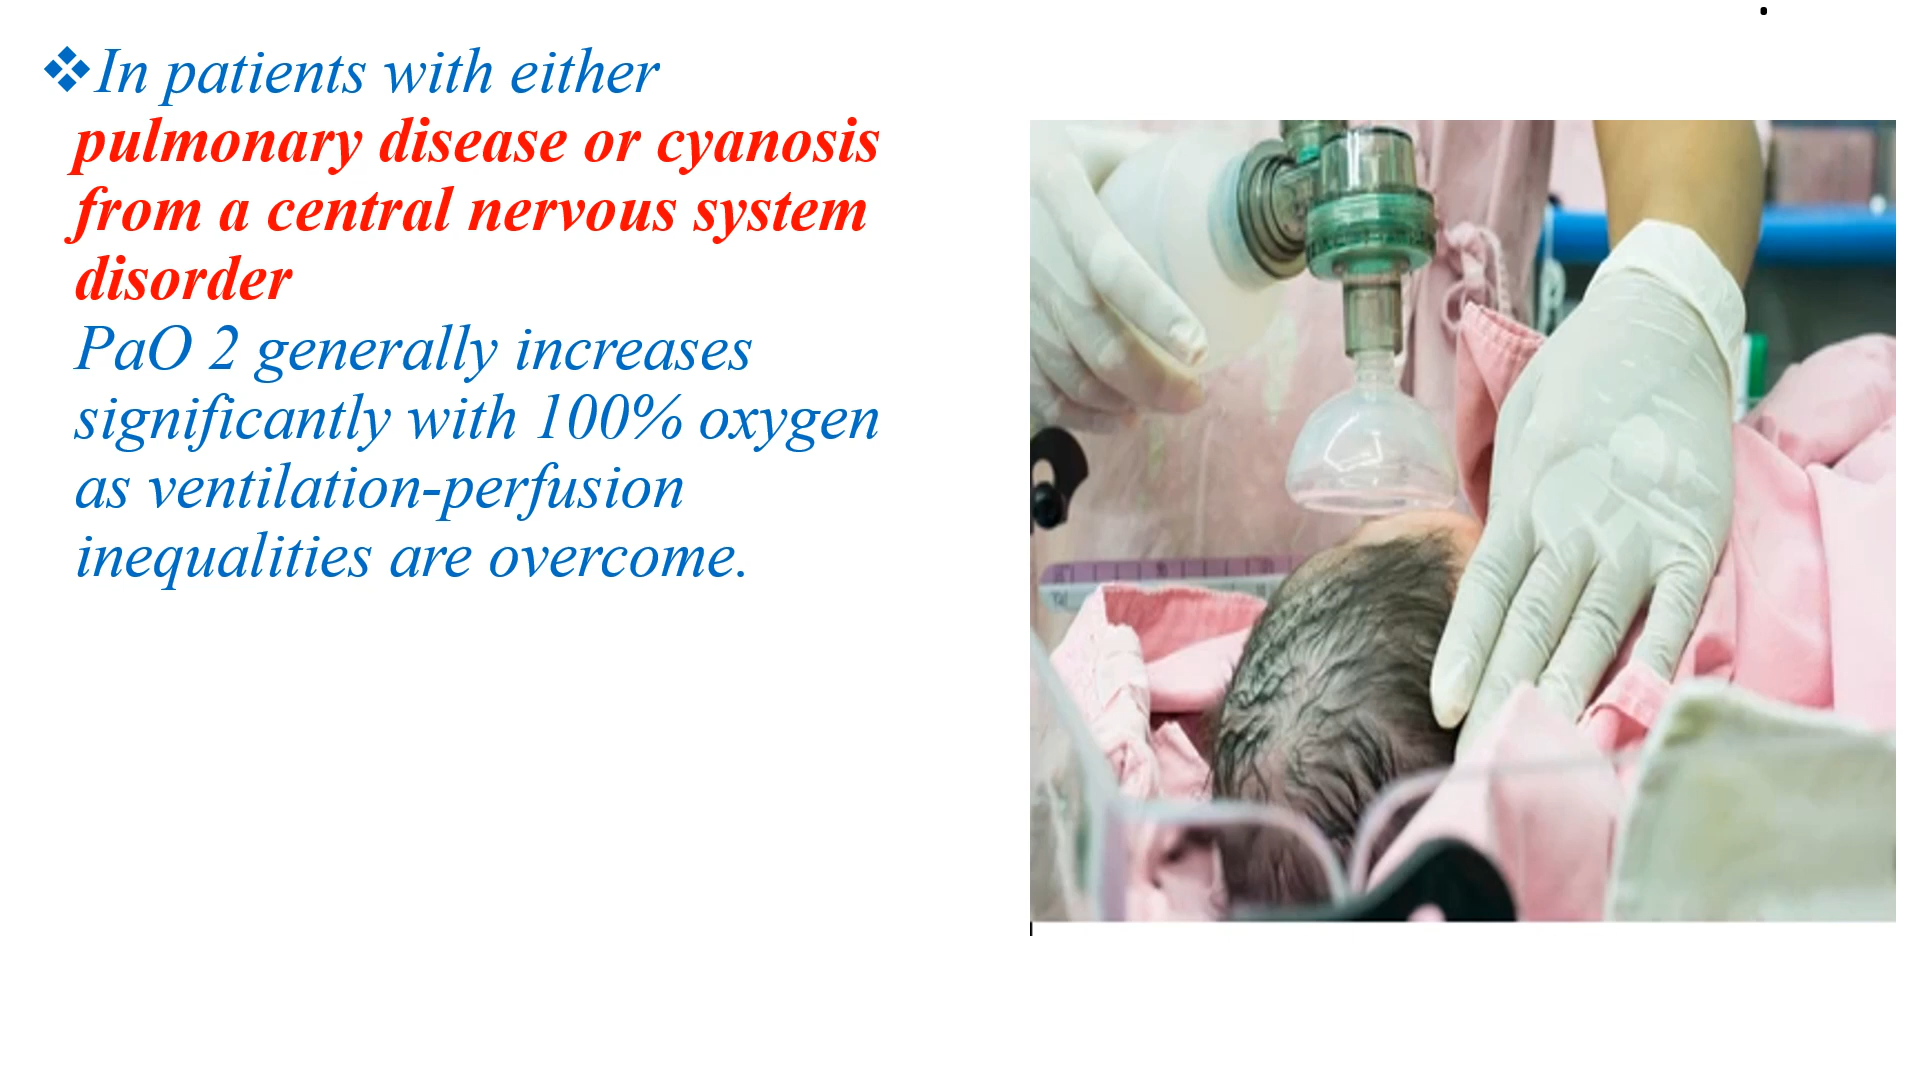 ❖In patients with either
pulmonary disease or cyanosis
from a central nervous system
disorder
PaO 2 generally increases
significantly with 100% oxygen
as ventilation-perfusion
inequalities are overcome.